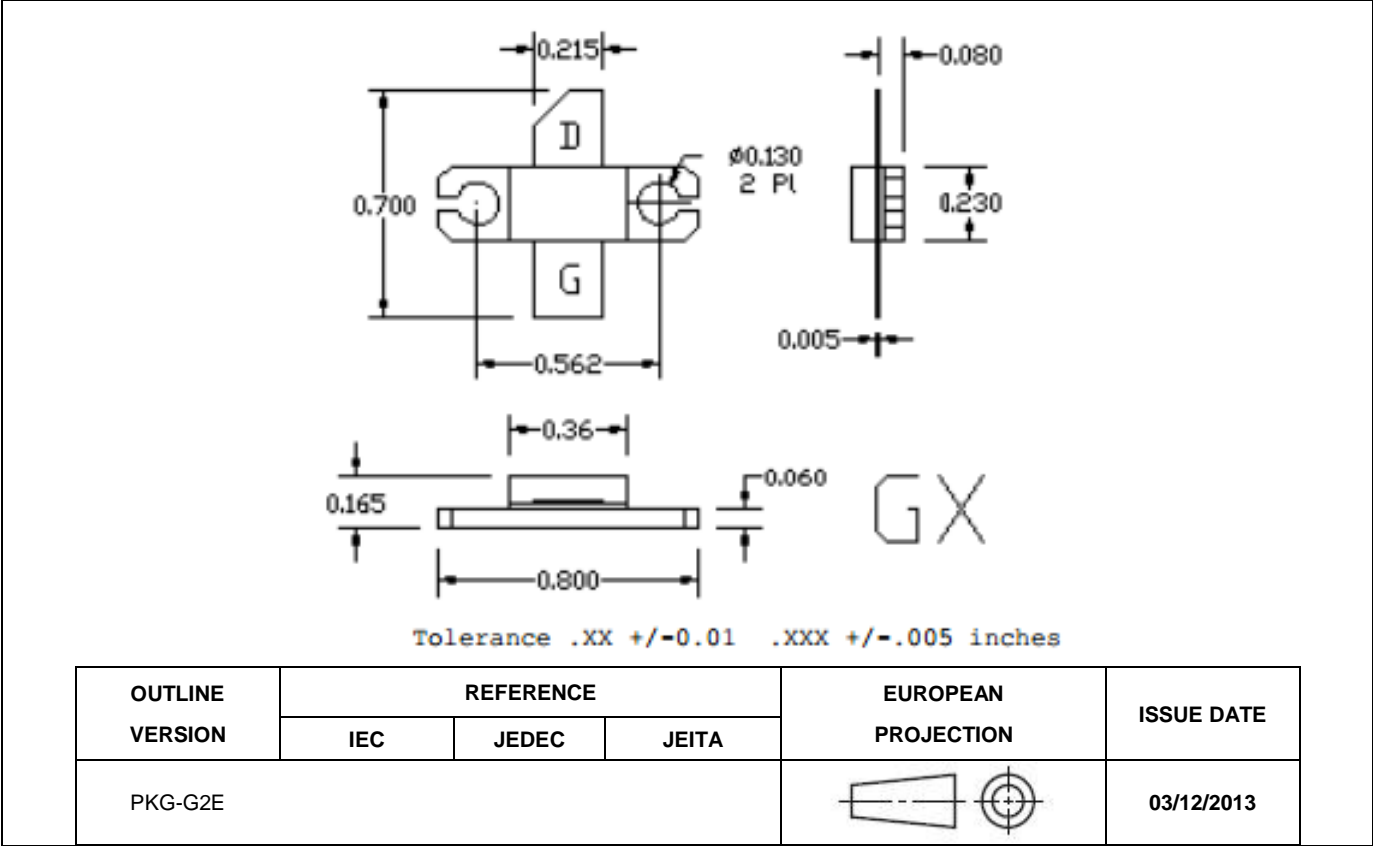 0.215
0.080
D
ø0.130
2 Pl
0.700
0.230
G
0.005
0.562
0.36
0.060
0.165
GX
0.800
Tolerance .XX +/-0.01 .XXX +/-.005 inches
OUTLINE VERSION
REFERENCE
EUROPEAN PROJECTION
ISSUE DATE
IEC
JEDEC
JEITA
PKG-G2E
03/12/2013